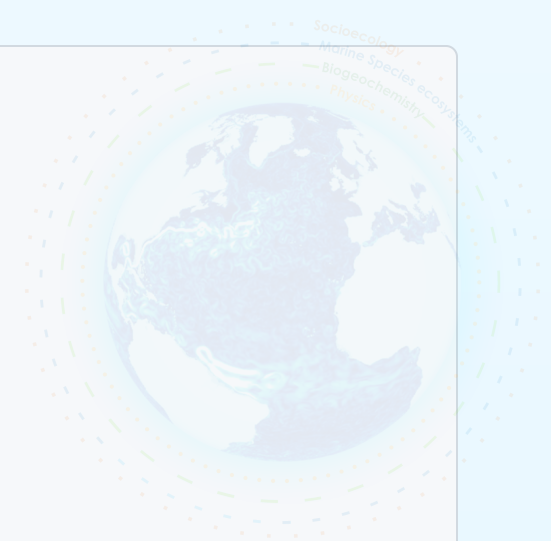 Socioecology
Marine Species ecosystems
Biogeochemistry
Physics